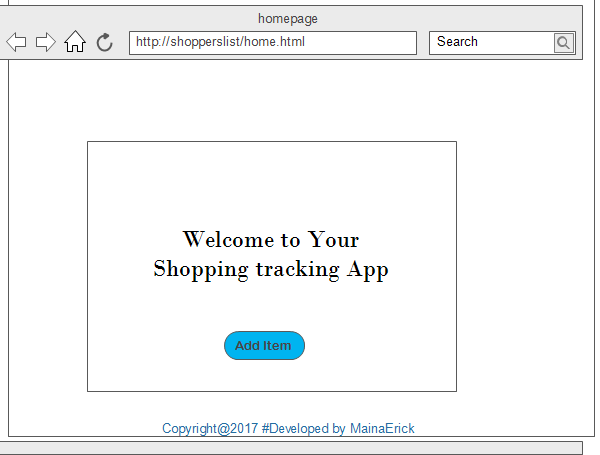 homepage
http://shopperslist/home.html
Search
Welcome to Your
Shopping tracking App
Add Item
Copyright@2017 #Developed by MainaErick